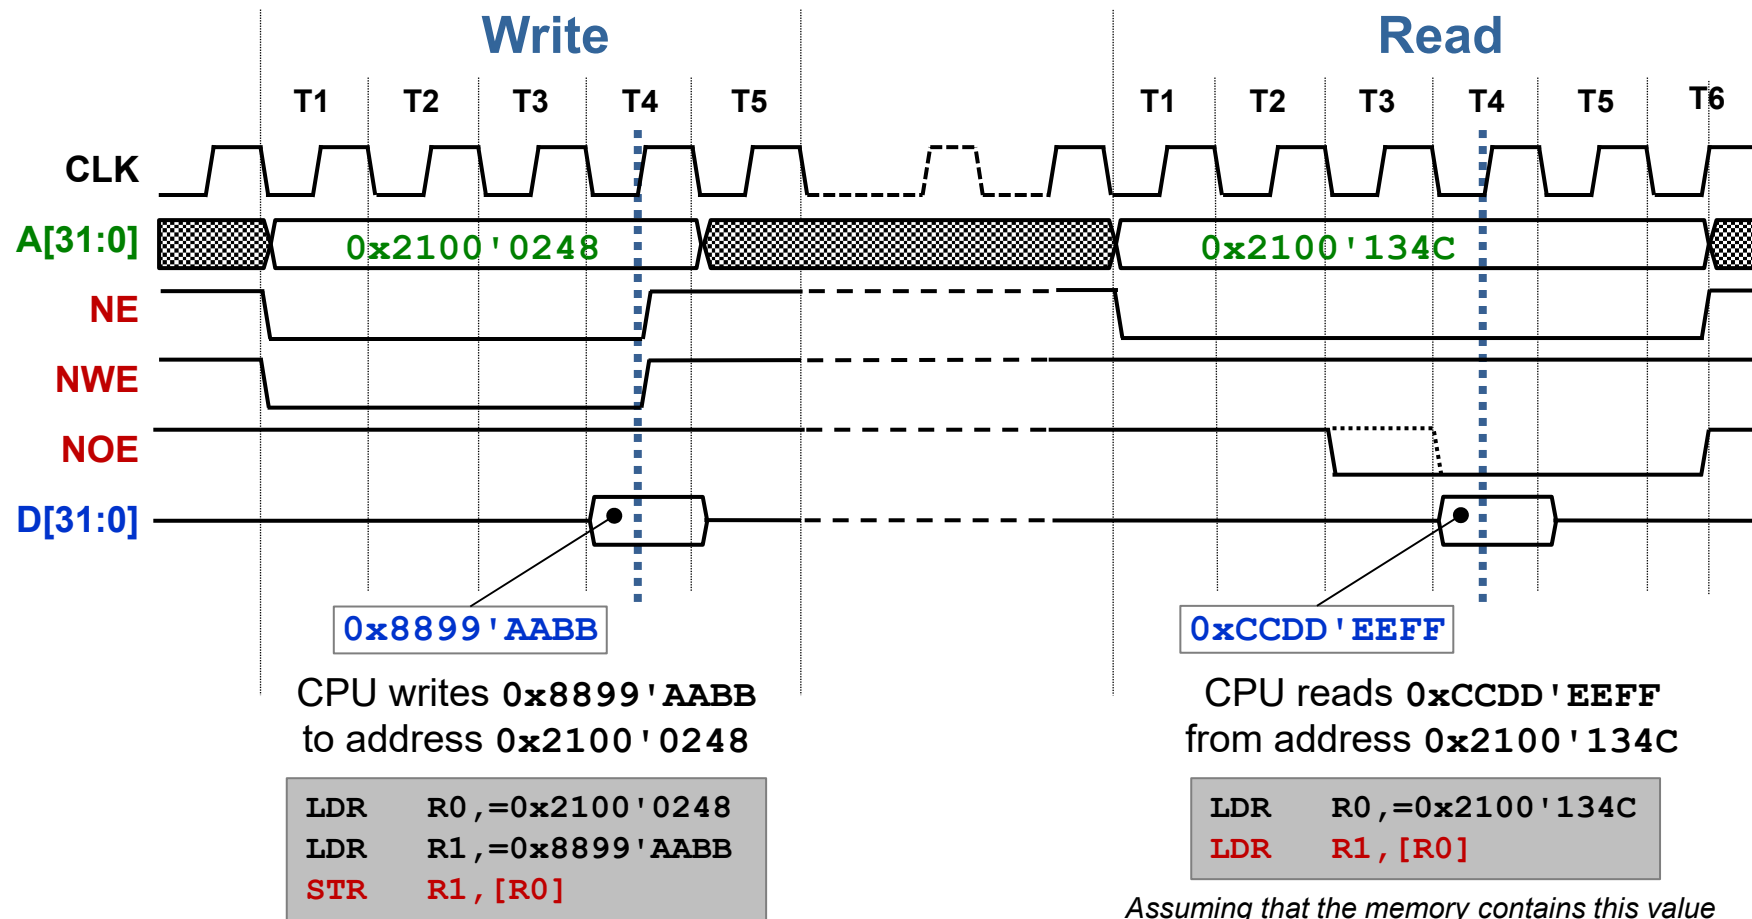 Write
Read
T1 T2 T3 T4 T5
T1 T2 T3 T4 T5 T6
CLK
A[31:0]
0x2100'0248
0x2100'134C
NE
NWE
NOE
D[31:0]
0x8899'AABB
0xCCDD'EEFF
CPU writes 0x8899'AABB
to address 0x2100'0248
LDR R0,=0x2100'0248
LDR R1,=0x8899'AABB
STR R1,[R0]
CPU reads 0xCCDD'EEFF
from address 0x2100'134C
LDR R0,=0x2100'134C
LDR R1,[R0]
Assuming that the memory contains this value